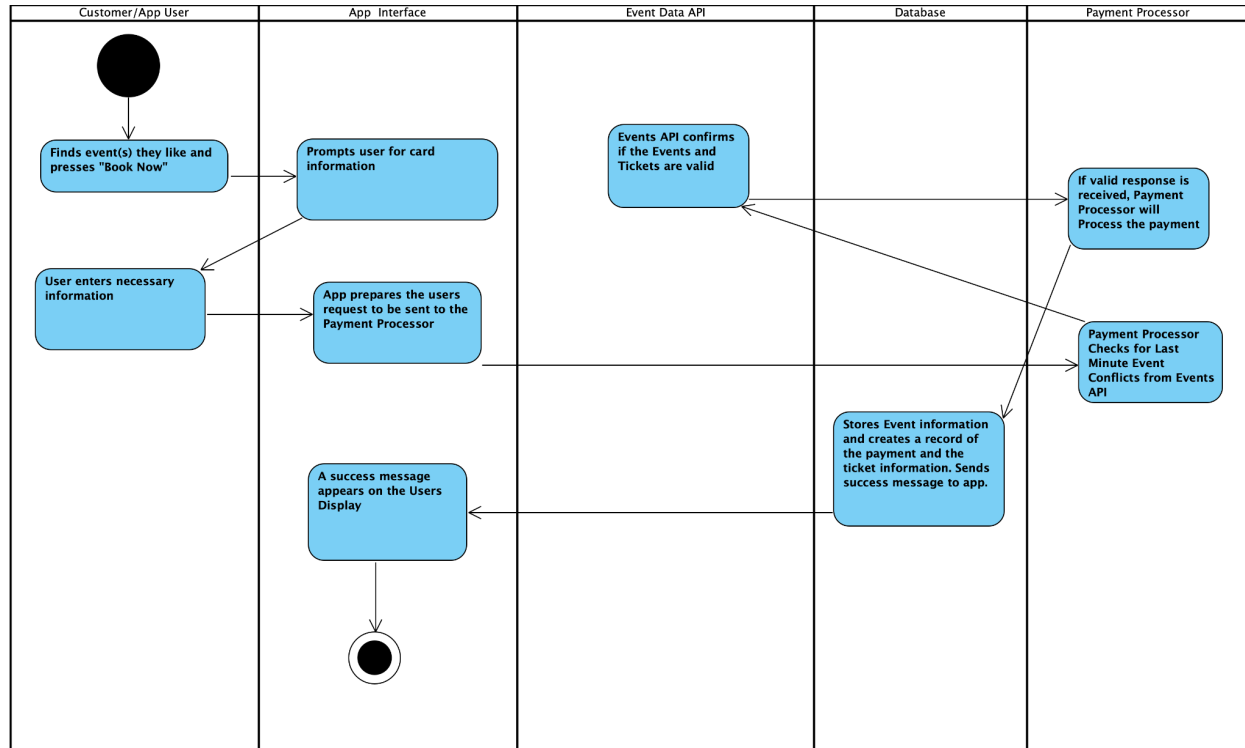 Customer/App User
App Interface
Event Data API
Database
Payment Processor
Finds event(s) they like and
presses "Book Now"
Prompts user for card
information
Events API confirms
if the Events and
Tickets are valid
If valid response is
received, Payment
Processor will
Process the payment
User enters necessary
information
App prepares the users
request to be sent to the
Payment Processor
Payment Processor
Checks for Last
Minute Event
Conflicts from Events
API
Stores Event information
and creates a record of
the payment and the
ticket information. Sends
success message to app.
A success message
appears on the Users
Display